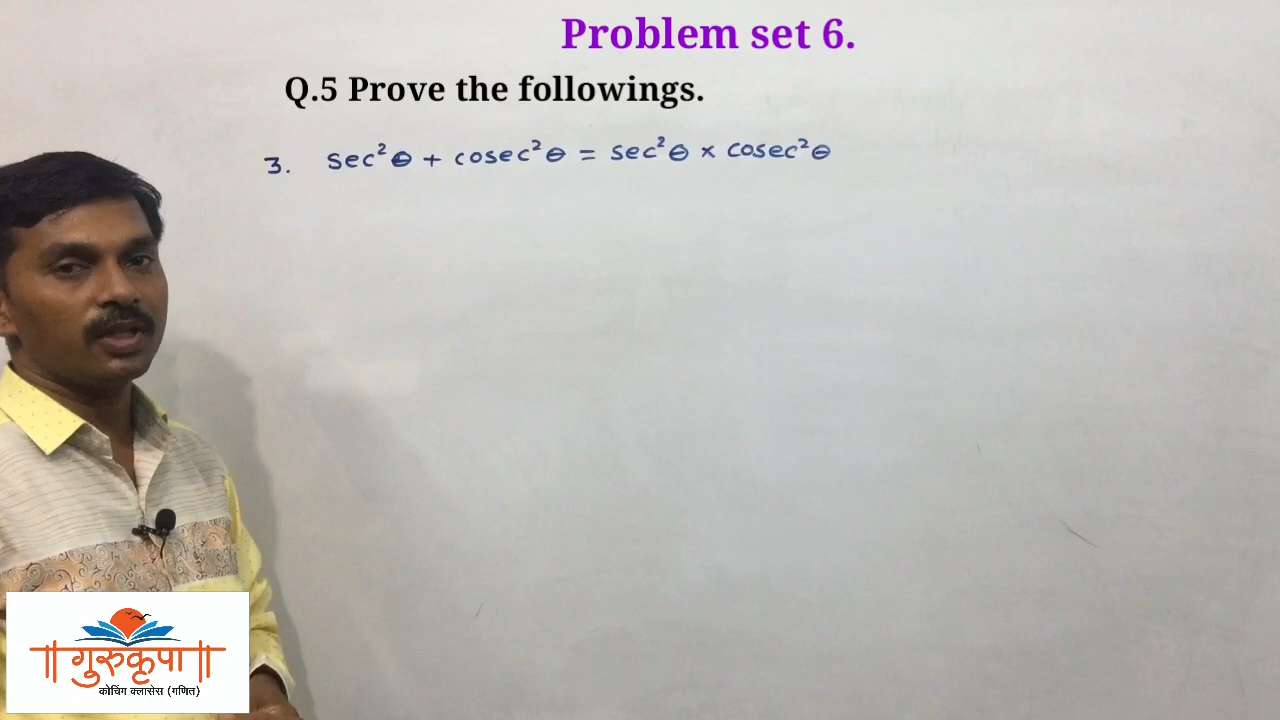 Problem set 6.
Q.5 Prove the followings.
3. sec²θ + cosec²θ = sec²θ × cosec²θ
॥ गुरुकृपा ॥
कोचिंग क्लासेस (गणित)